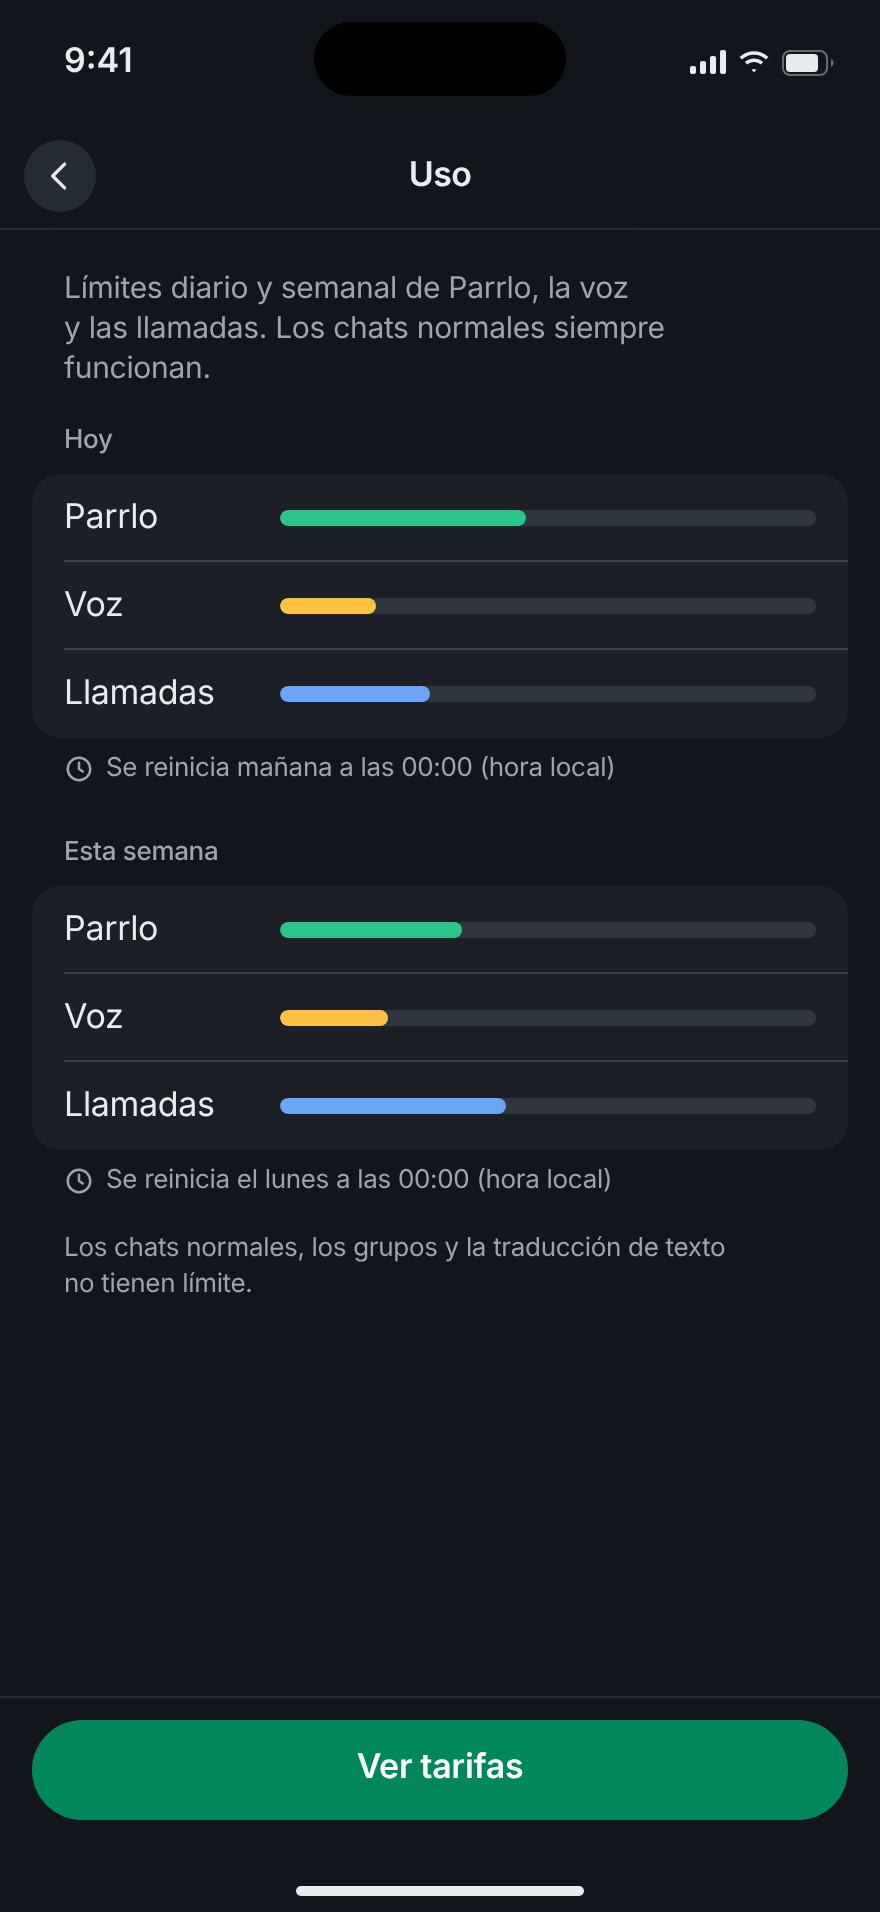 9:41
Uso
Límites diario y semanal de Parrlo, la voz
y las llamadas. Los chats normales siempre
funcionan.
Hoy
Parrlo
Voz
Llamadas
Se reinicia mañana a las 00:00 (hora local)
Esta semana
Parrlo
Voz
Llamadas
Se reinicia el lunes a las 00:00 (hora local)
Los chats normales, los grupos y la traducción de texto
no tienen límite.
Ver tarifas